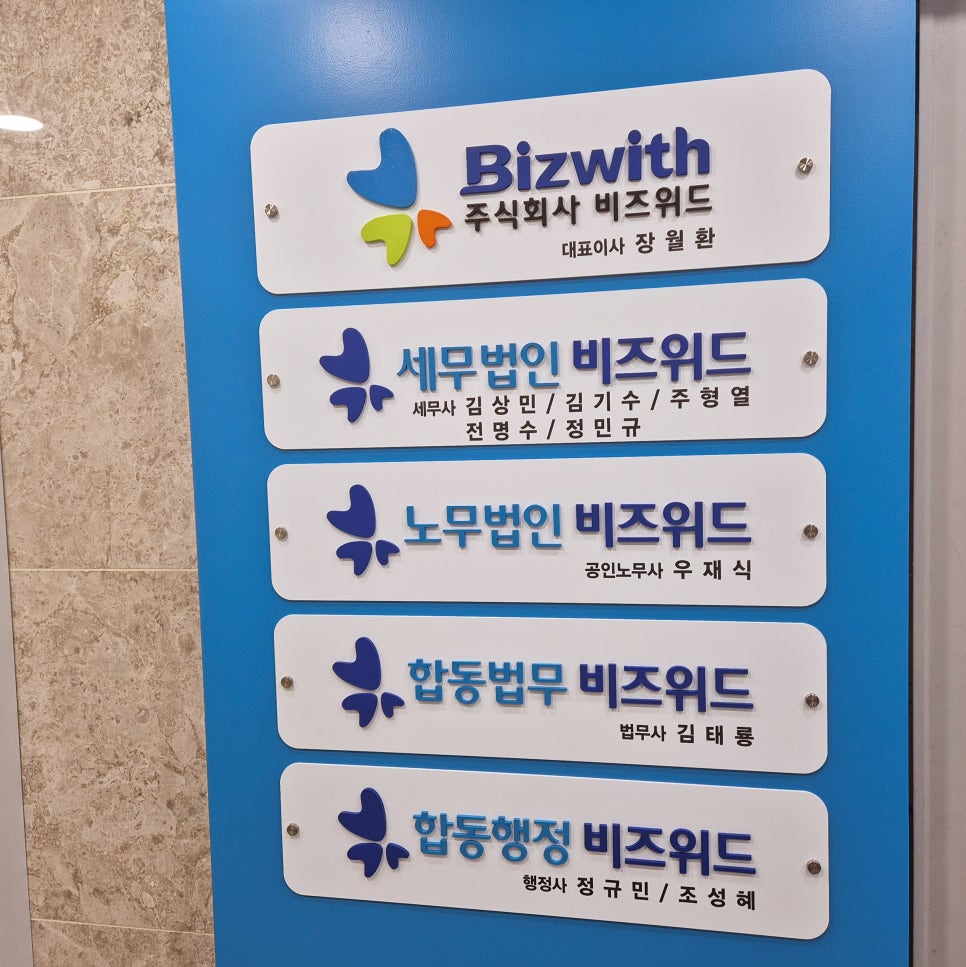 Bizwith
주식회사 비즈위드
대표이사 장 월 환
세무법인 비즈위드
세무사 김 상 민 / 김 기 수 / 주 형 열
전 명 수 / 정 민 규
노무법인 비즈위드
공인노무사 우 재 식
합동법무 비즈위드
법무사 김 태 룡
합동행정 비즈위드
행정사 정 규 민 / 조 성 혜